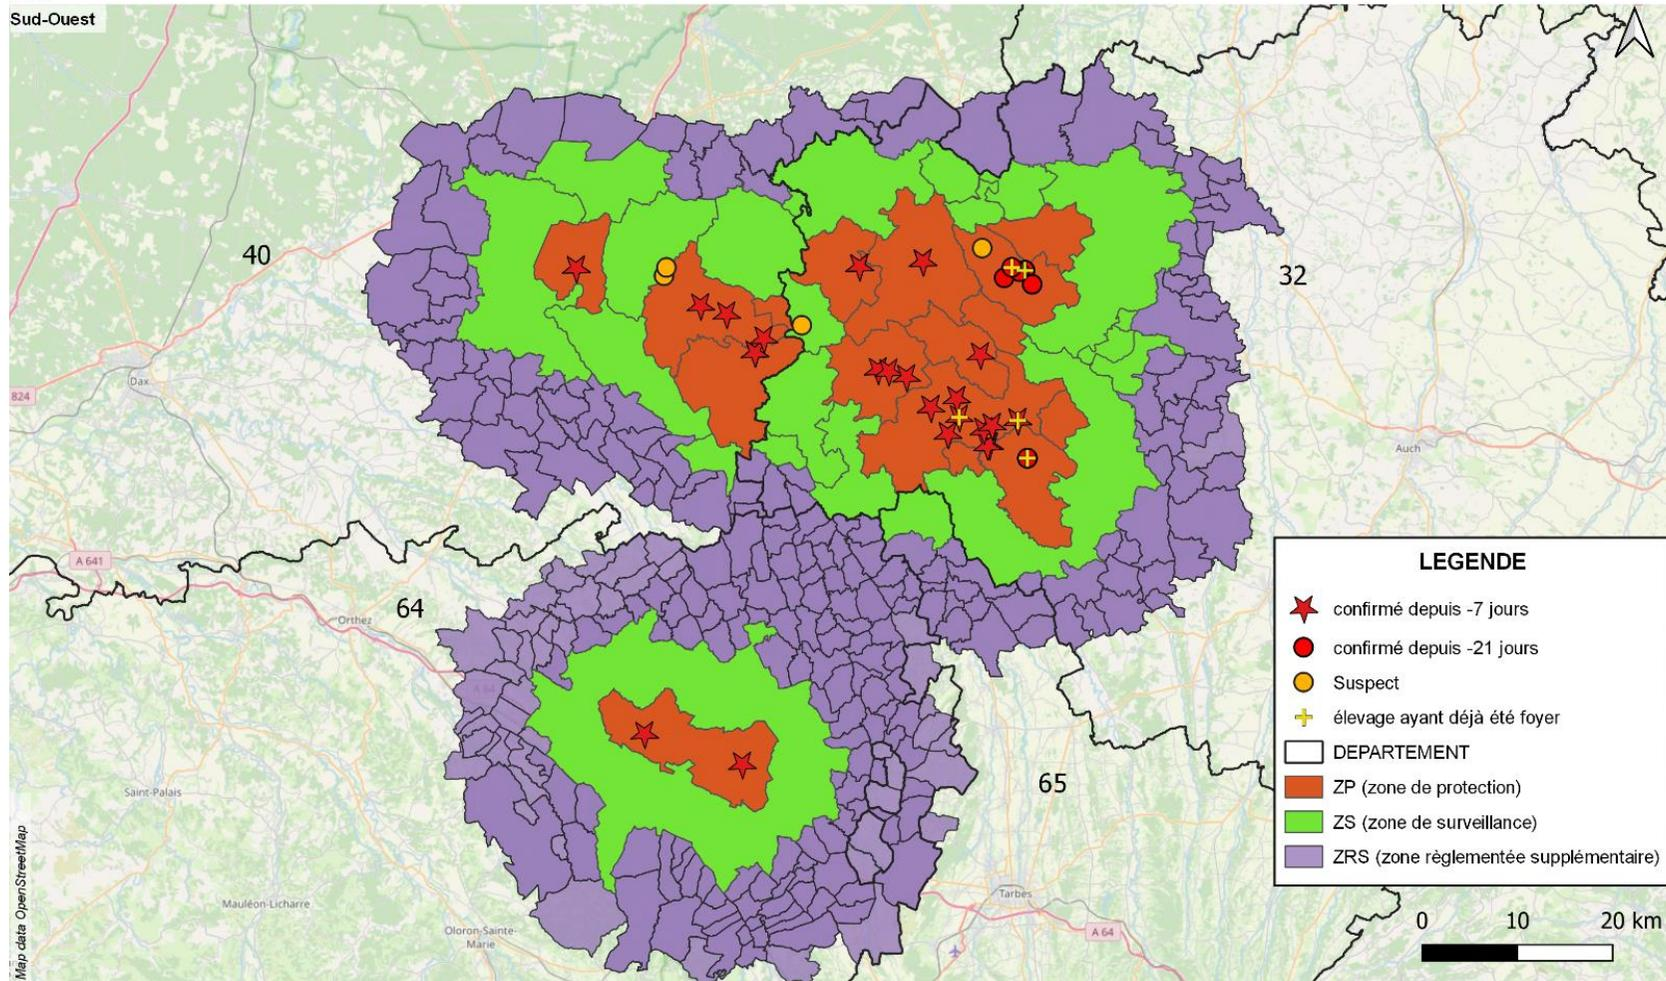 Sud-Ouest
40
32
Dax
824
Auch
A 641
64
Orthez
A 64
LEGENDE
confirmé depuis -7 jours
confirmé depuis -21 jours
Suspect
élevage ayant déjà été foyer
DEPARTEMENT
ZP (zone de protection)
ZS (zone de surveillance)
ZRS (zone règlementée supplémentaire)
65
Saint-Palais
Mauléon-Licharre
Oloron-Sainte-
Marie
Tarbes
A 64
0 10 20 km
Map data OpenStreetMap